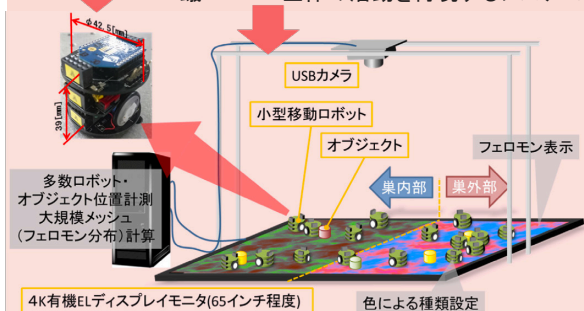 φ42.5[mm]
39[mm]
USBカメラ
小型移動ロボット
オブジェクト
フェロモン表示
巣内部
巣外部
多数ロボット・
オブジェクト位置計測
大規模メッシュ
(フェロモン分布)計算
4K有機ELディスプレイモニタ(65インチ程度)
色による種類設定